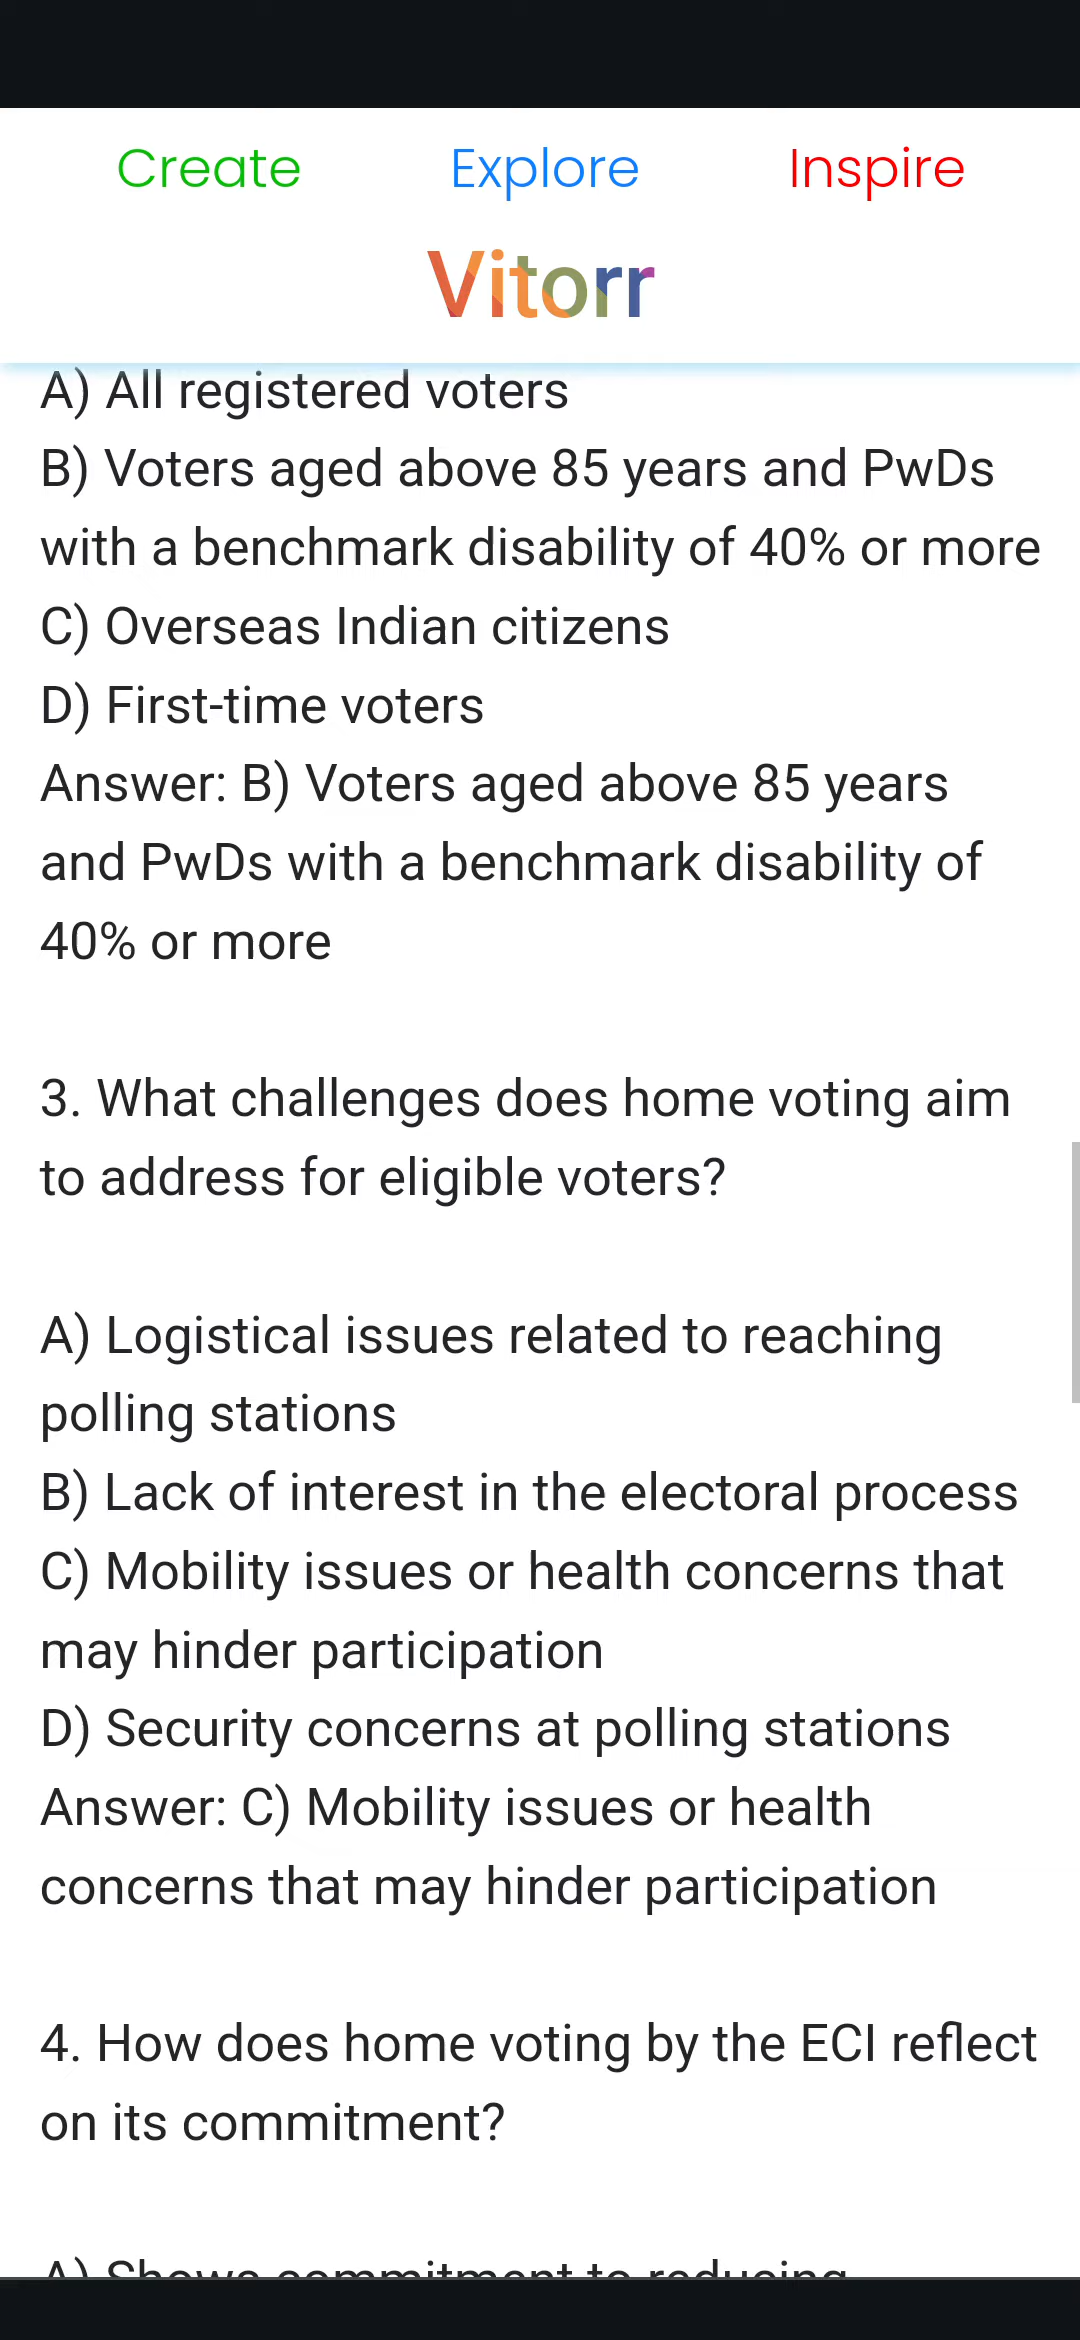 Create Explore Inspire
Vitorr
A) All registered voters
B) Voters aged above 85 years and PwDs
with a benchmark disability of 40% or more
C) Overseas Indian citizens
D) First-time voters
Answer: B) Voters aged above 85 years
and PwDs with a benchmark disability of
40% or more
3. What challenges does home voting aim
to address for eligible voters?
A) Logistical issues related to reaching
polling stations
B) Lack of interest in the electoral process
C) Mobility issues or health concerns that
may hinder participation
D) Security concerns at polling stations
Answer: C) Mobility issues or health
concerns that may hinder participation
4. How does home voting by the ECI reflect
on its commitment?
A) Shows commitment to reducing